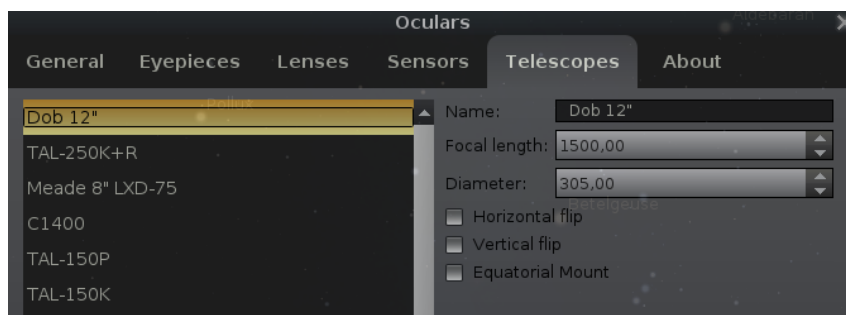 Oculars
Aldebaran
General Eyepieces Lenses Sensors Telescopes About
Pollux
Dob 12"
TAL-250K+R
Meade 8" LXD-75
C1400
TAL-150P
TAL-150K
Name: Dob 12"
Focal length: 1500,00
Diameter: 305,00
Betelgeuse
Horizontal flip
Vertical flip
Equatorial Mount